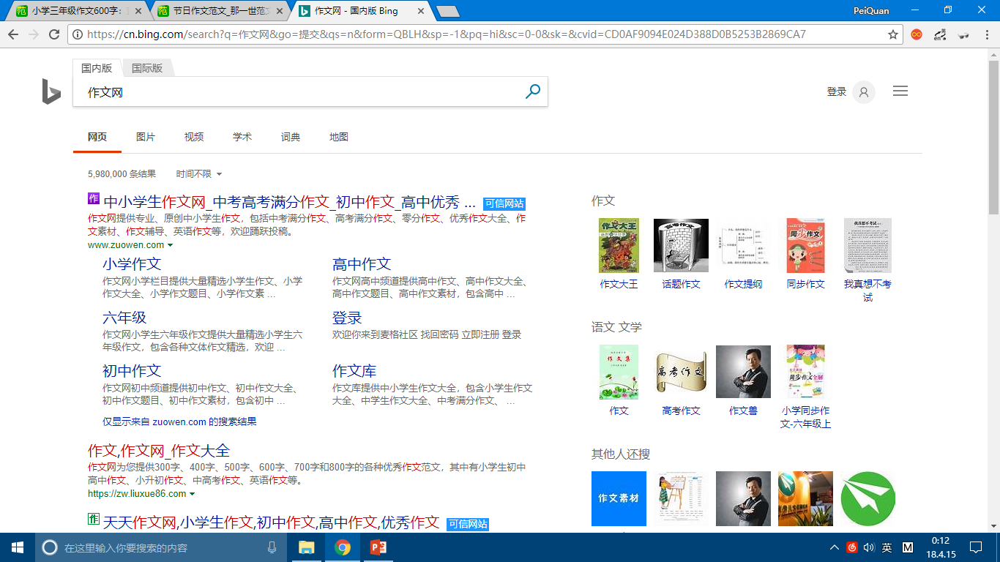 小学三年级作文600字：
节日作文范文_那一世范文
作文网 - 国内版 Bing
PeiQuan
https://cn.bing.com/search?q=作文网&go=提交&qs=n&form=QBLH&sp=-1&pq=hi&sc=0-0&sk=&cvid=CD0AF9094E024D388D0B5253B2869CA7
国内版 国际版
作文网
登录
网页 图片 视频 学术 词典 地图
5,980,000 条结果 时间不限
作 中小学生作文网_中考高考满分作文_初中作文_高中优秀 ... 可信网站
作文网提供专业、原创中小学生作文，包括中考满分作文、高考满分作文、零分作文、优秀作文大全、作
文素材、作文辅导、英语作文等，欢迎踊跃投稿。
www.zuowen.com
小学作文
作文网小学栏目提供大量精选小学生作文、小学
作文大全、小学作文题目、小学作文素 ...
高中作文
作文网高中频道提供高中作文、高中作文大全、
高中作文题目、高中作文素材，包含高中 ...
六年级
作文网小学生六年级作文提供大量精选小学生六
年级作文，包含各种文体作文精选，欢迎 ...
登录
欢迎你来到麦格社区 找回密码 立即注册 登录
初中作文
作文网初中频道提供初中作文、初中作文大全、
初中作文题目、初中作文素材，包含初中 ...
作文库
作文库提供中小学生作文大全，包含小学生作文
大全、中学生作文大全、中考满分作文、 ...
仅显示来自 zuowen.com 的搜索结果
作文,作文网_作文大全
作文网为您提供300字、400字、500字、600字、700字和800字的各种优秀作文范文，其中有小学生初中
高中作文、小升初作文、中高考作文、英语作文等。
https://zw.liuxue86.com
作 天天作文网,小学生作文,初中作文,高中作文,优秀作文 可信网站
作文
作文大王 话题作文 作文提纲 同步作文 我真想不考
试
语文 文学
作文 高考作文 作文兽 小学同步作
文-六年级上
其他人还搜
作文素材
在这里输入你要搜索的内容
英 M
0:12
18.4.15